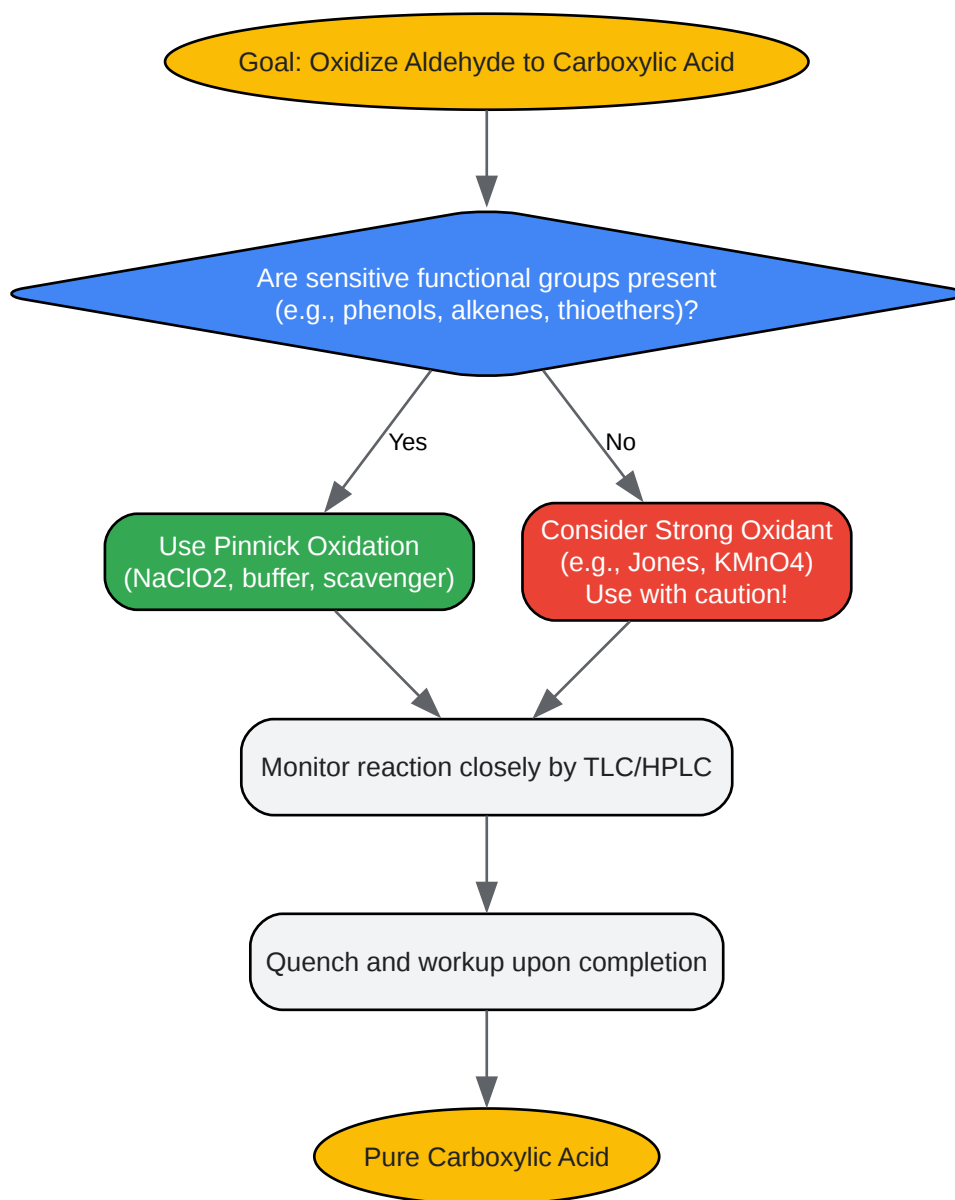 Goal: Oxidize Aldehyde to Carboxylic Acid
Are sensitive functional groups present
(e.g., phenols, alkenes, thioethers)?
Yes
No
Use Pinnick Oxidation
(NaClO2, buffer, scavenger)
Consider Strong Oxidant
(e.g., Jones, KMnO4)
Use with caution!
Monitor reaction closely by TLC/HPLC
Quench and workup upon completion
Pure Carboxylic Acid